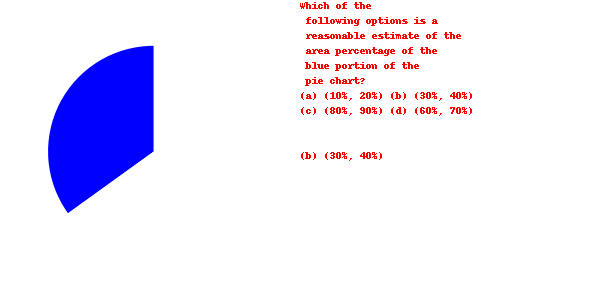 Which of the
following options is a
reasonable estimate of the
area percentage of the
blue portion of the
pie chart?
(a) (10%, 20%) (b) (30%, 40%)
(c) (80%, 90%) (d) (60%, 70%)
(b) (30%, 40%)